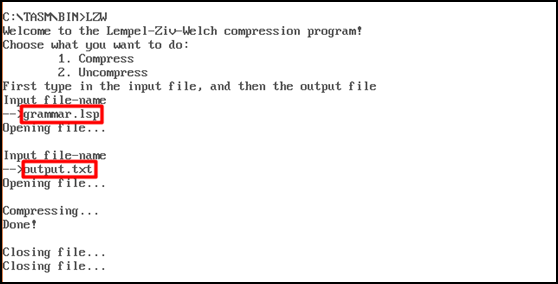 C:\TASM\BIN>LZW
Welcome to the Lempel-Ziv-Welch compression program!
Choose what you want to do:
1. Compress
2. Uncompress
First type in the input file, and then the output file
Input file-name
-->grammar.lsp
Opening file...
Input file-name
-->output.txt
Opening file...
Compressing...
Done!
Closing file...
Closing file...